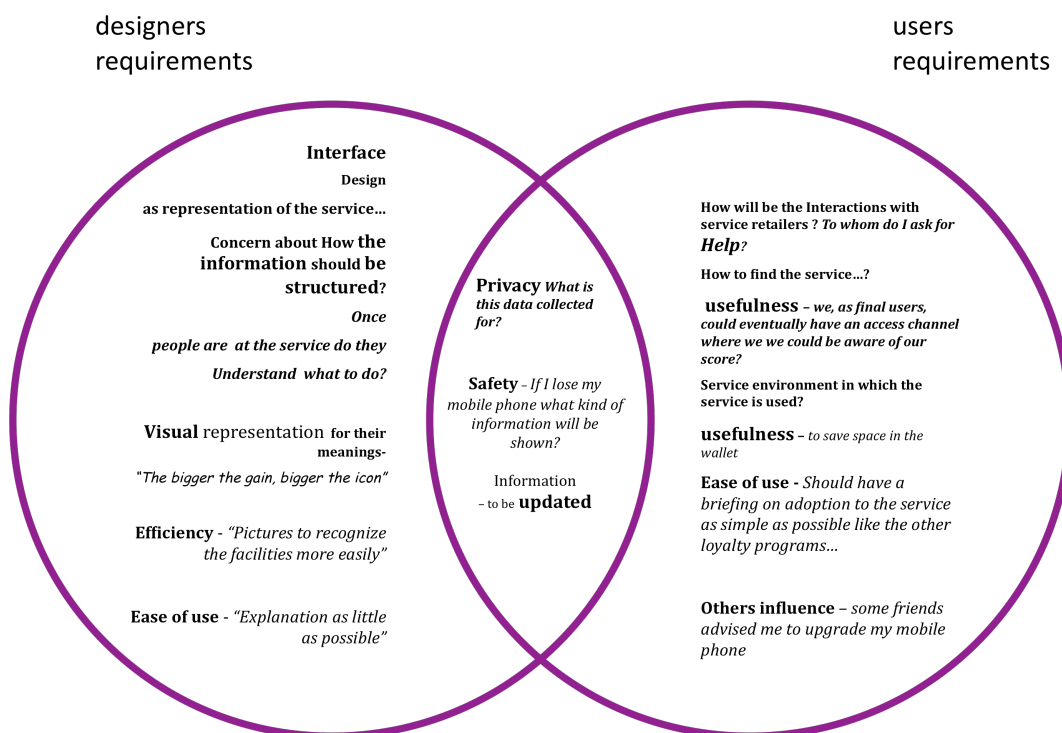 designers
requirements
users
requirements
Interface
Design
as representation of the service…
Concern about How the
information should be
structured?
Once
people are at the service do they
Understand what to do?
Visual representation for their
meanings-
"The bigger the gain, bigger the icon"
Efficiency - “Pictures to recognize
the facilities more easily”
Ease of use - “Explanation as little
as possible”
Privacy What is
this data collected
for?
Safety – If I lose my
mobile phone what kind of
information will be
shown?
Information
– to be updated
How will be the Interactions with
service retailers ? To whom do I ask for
Help?
How to find the service…?
usefulness – we, as final users,
could eventually have an access channel
where we we could be aware of our
score?
Service environment in which the
service is used?
usefulness – to save space in the
wallet
Ease of use - Should have a
briefing on adoption to the service
as simple as possible like the other
loyalty programs…
Others influence – some friends
advised me to upgrade my mobile
phone